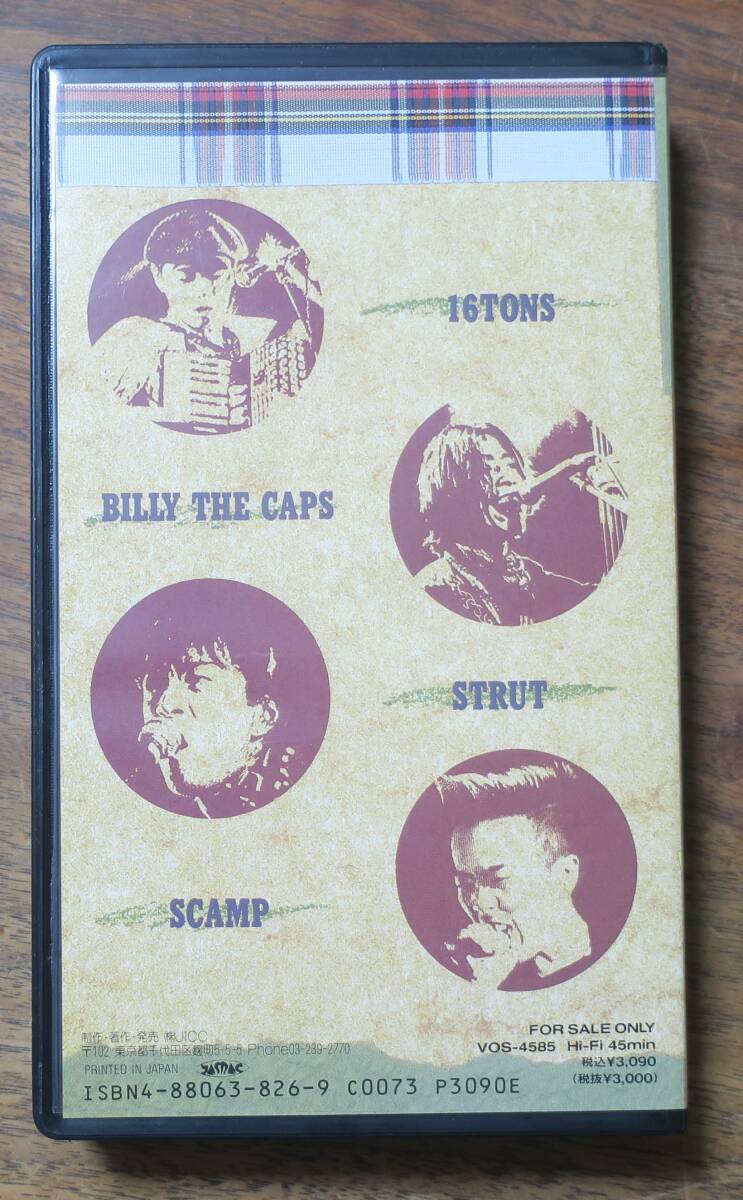 16TONS
BILLY THE CAPS
STRUT
SCAMP
制作・著作・発売 ㈱JICC
〒102 東京都千代田区麹町5-5-5 Phone03-239-2770
PRINTED IN JAPAN JASRAC
ISBN4-88063-826-9 C0073 P3090E
FOR SALE ONLY
VOS-4585 Hi-Fi 45min
税込¥3,090
(税抜¥3,000)